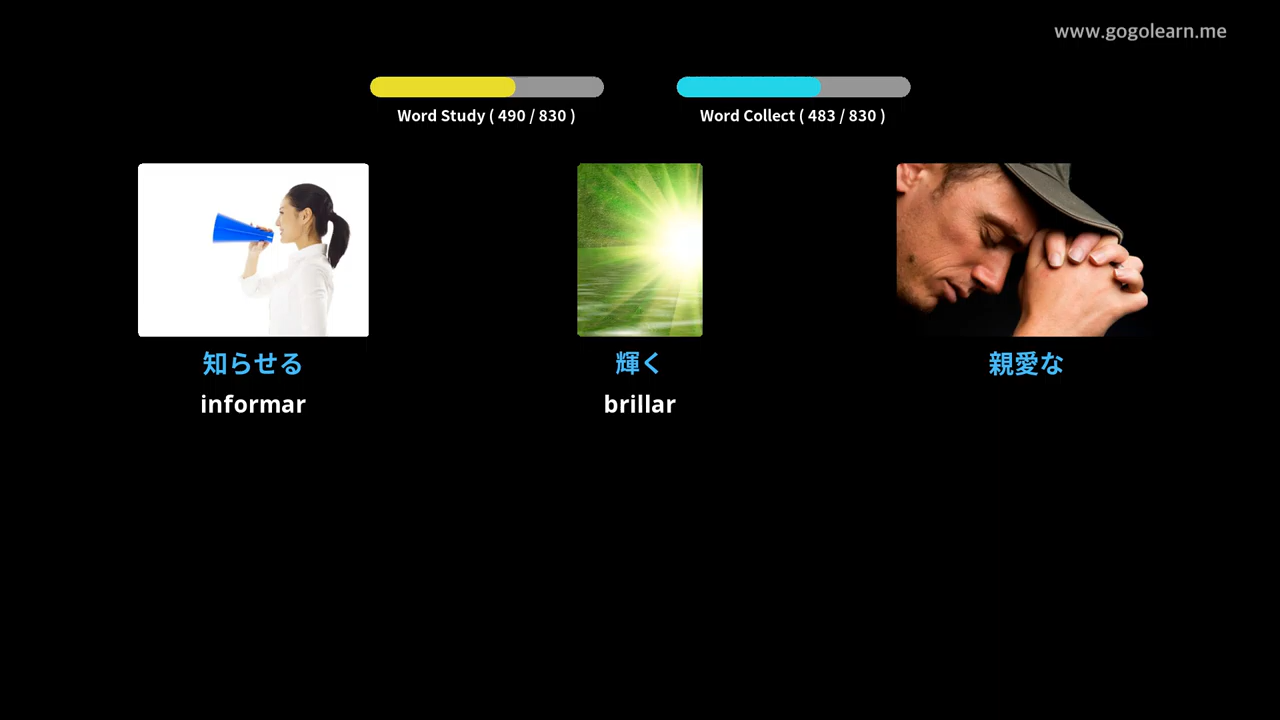 www.gogolearn.me
Word Study ( 490 / 830 )
Word Collect ( 483 / 830 )
知らせる
輝く
親愛な
informar
brillar